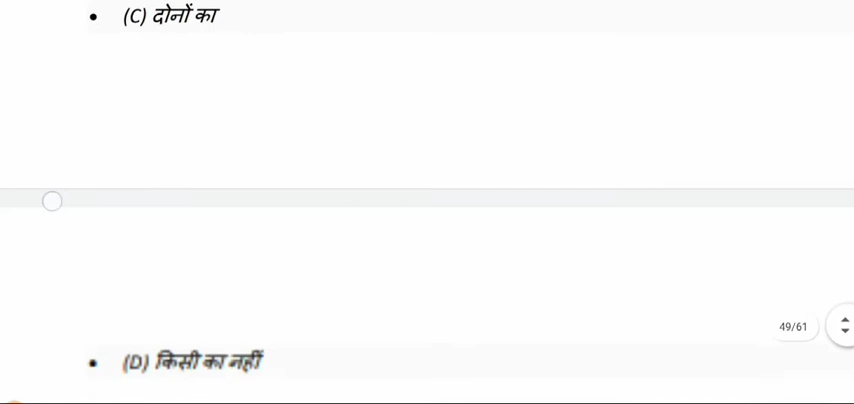 • (C) दोनों का
49/61
• (D) किसी का नहीं